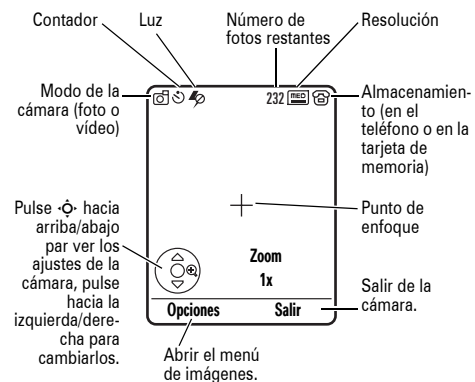 Contador
Luz
Número de
fotos restantes
Resolución
Modo de la
cámara (foto o
vídeo)
232
MED
Almacenamien-
to (en el
teléfono o en la
tarjeta de
memoria)
Pulse hacia
arriba/abajo
par ver los
ajustes de la
cámara, pulse
hacia la
izquierda/dere-
cha para
cambiarlos.
Punto de
enfoque
Zoom
1x
Opciones
Salir
Salir de la
cámara.
Abrir el menú
de imágenes.